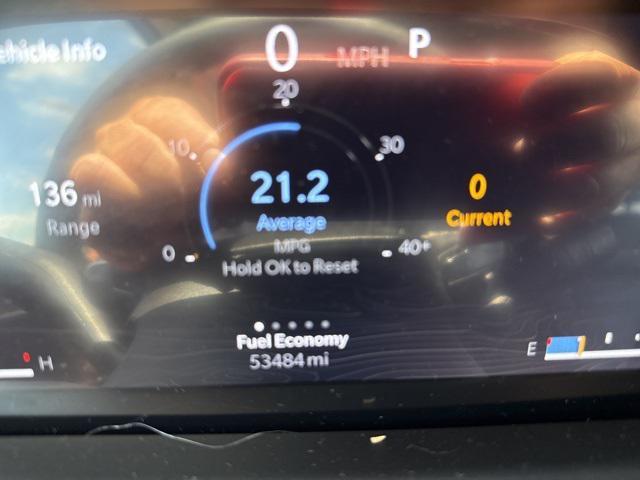 ehicle Info
0 MPH P
20
10
30
136 mi
Range
21.2
Average
MPG
Hold OK to Reset
0
Current
0
40+
Fuel Economy
53484 mi
H
E